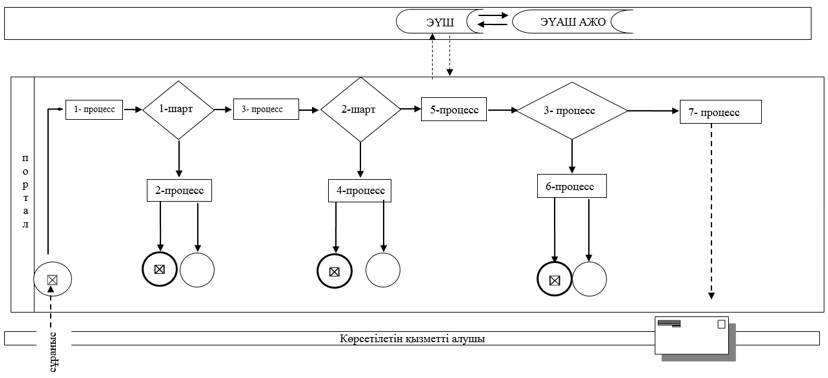 ЭҮШ
ЭҮАШ АЖО
1- процесс
1-шарт
3- процесс
2-шарт
5-процесс
3- процесс
7- процесс
2-процесс
4-процесс
6-процесс
портал
сұраныс
Көрсетілетін қызметті алушы